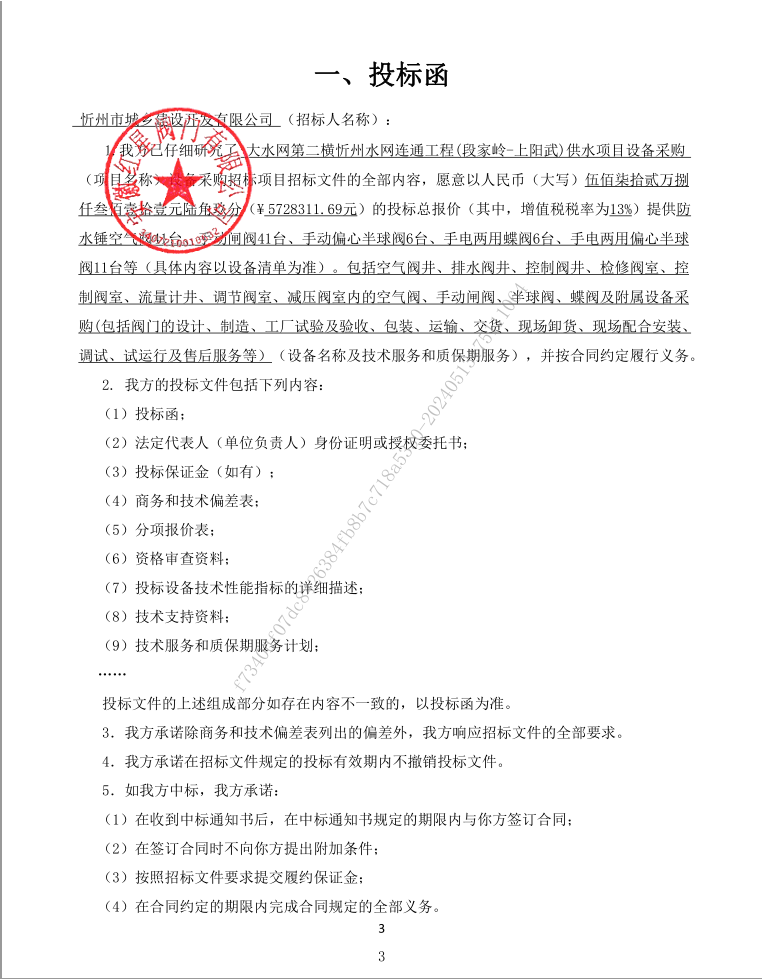 一、投标函
忻州市城乡建设开发有限公司（招标人名称）：
1.我方已仔细研究了 大水网第二横忻州水网连通工程(段家岭-上阳武)供水项目设备采购
（项目名称）设备采购招标项目招标文件的全部内容，愿意以人民币（大写）伍佰柒拾贰万捌
仟叁佰壹拾壹元陆角玖分（¥5728311.69元）的投标总报价（其中，增值税税率为13%）提供防
水锤空气阀 台、 动闸阀41台、手动偏心半球阀6台、手电两用蝶阀6台、手电两用偏心半球
阀11台等（具体内容以设备清单为准）。包括空气阀井、排水阀井、控制阀井、检修阀室、控
制阀室、流量计井、调节阀室、减压阀室内的空气阀、手动闸阀、半球阀、蝶阀及附属设备采
购(包括阀门的设计、制造、工厂试验及验收、包装、运输、交货、现场卸货、现场配合安装、
调试、试运行及售后服务等）（设备名称及技术服务和质保期服务），并按合同约定履行义务。
2. 我方的投标文件包括下列内容：
（1）投标函；
（2）法定代表人（单位负责人）身份证明或授权委托书；
（3）投标保证金（如有）；
（4）商务和技术偏差表；
（5）分项报价表；
（6）资格审查资料；
（7）投标设备技术性能指标的详细描述；
（8）技术支持资料；
（9）技术服务和质保期服务计划；
……
投标文件的上述组成部分如存在内容不一致的，以投标函为准。
3．我方承诺除商务和技术偏差表列出的偏差外，我方响应招标文件的全部要求。
4．我方承诺在招标文件规定的投标有效期内不撤销投标文件。
5．如我方中标，我方承诺：
（1）在收到中标通知书后，在中标通知书规定的期限内与你方签订合同；
（2）在签订合同时不向你方提出附加条件；
（3）按照招标文件要求提交履约保证金；
（4）在合同约定的期限内完成合同规定的全部义务。
3
3